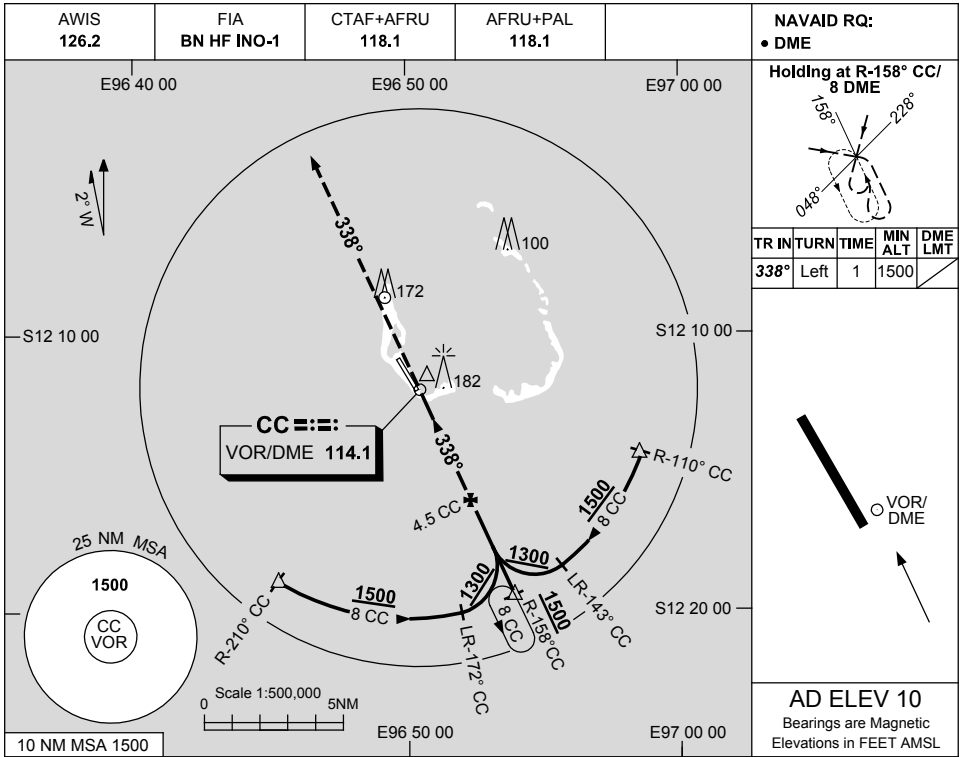 AWIS
126.2
FIA
BN HF INO-1
CTAF+AFRU
118.1
AFRU+PAL
118.1
NAVAID RQ:
• DME
E96 40 00
E96 50 00
E97 00 00
Holding at R-158° CC/
8 DME
158°
228°
048°
TR IN TURN TIME MIN ALT DME LMT
338° Left 1 1500
2° W
338°
100
172
S12 10 00
S12 10 00
182
CC
VOR/DME 114.1
338°
R-110° CC
4.5 CC
1500
8 CC
1300
LR-143° CC
1300
1500
8 CC
R-210° CC
LR-172° CC
8 CC
R-158°CC
1500
S12 20 00
25 NM MSA
1500
CC
VOR
Scale 1:500,000
0 5NM
10 NM MSA 1500
E96 50 00
E97 00 00
VOR/
DME
AD ELEV 10
Bearings are Magnetic
Elevations in FEET AMSL